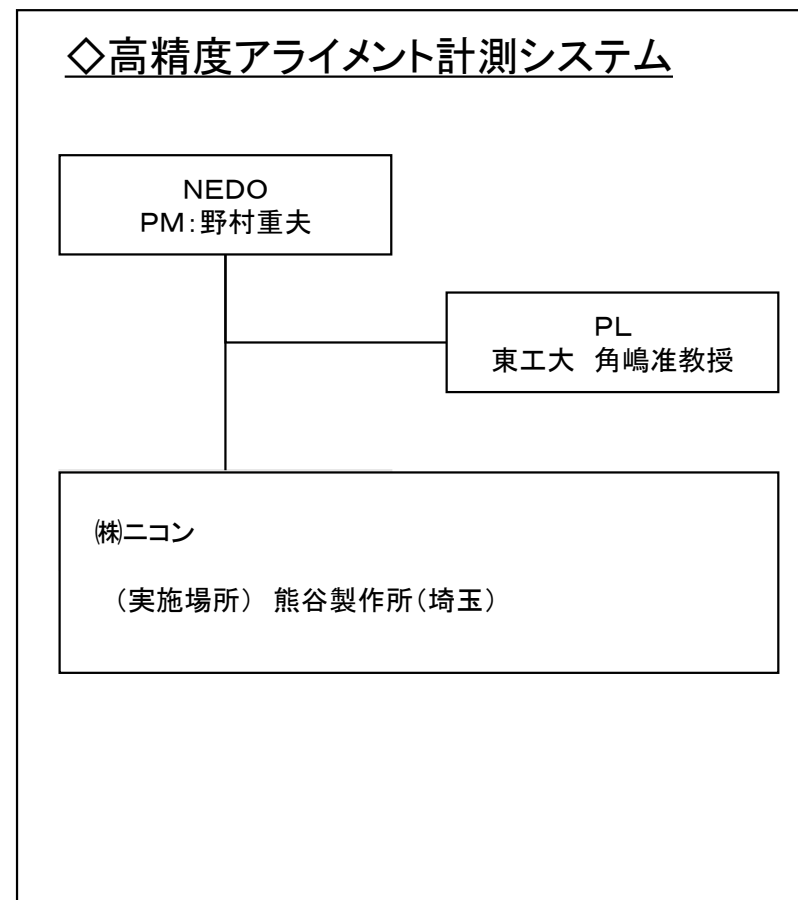 ◇高精度アライメント計測システム
NEDO
PM：野村重夫
PL
東工大　角嶋准教授
㈱ニコン
（実施場所） 熊谷製作所（埼玉）